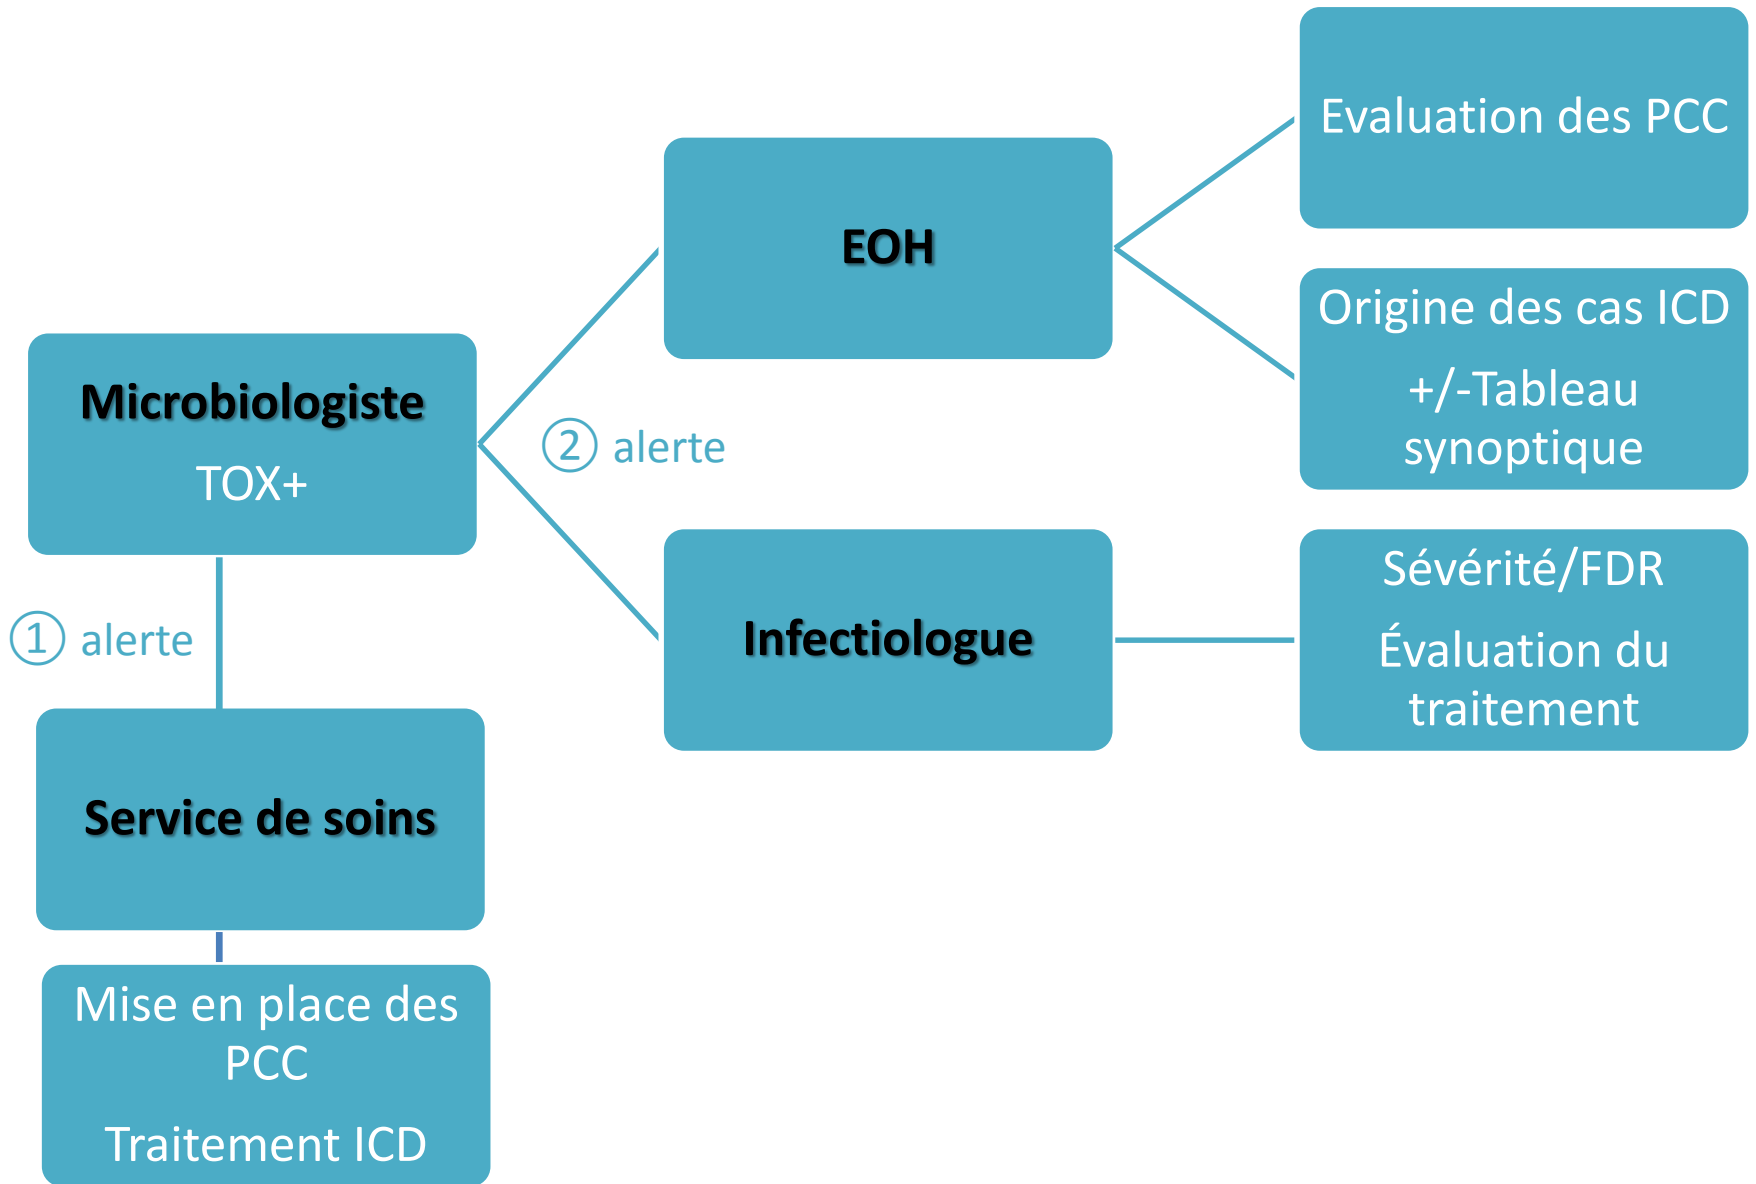 Microbiologiste
TOX+
① alerte
Service de soins
Mise en place des
PCC
Traitement ICD
② alerte
EOH
Evaluation des PCC
Origine des cas ICD
+/-Tableau
synoptique
Infectiologue
Sévérité/FDR
Évaluation du
traitement